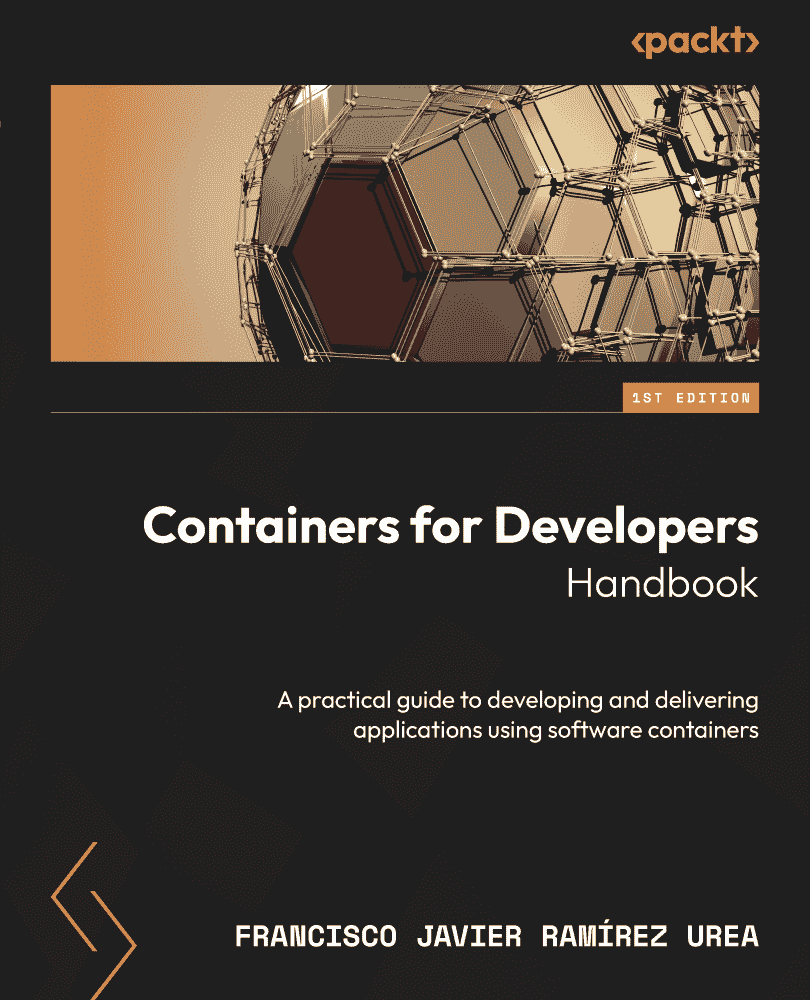 <packt>
1ST EDITION
Containers for Developers
Handbook
A practical guide to developing and delivering
applications using software containers
FRANCISCO JAVIER RAMÍREZ UREA